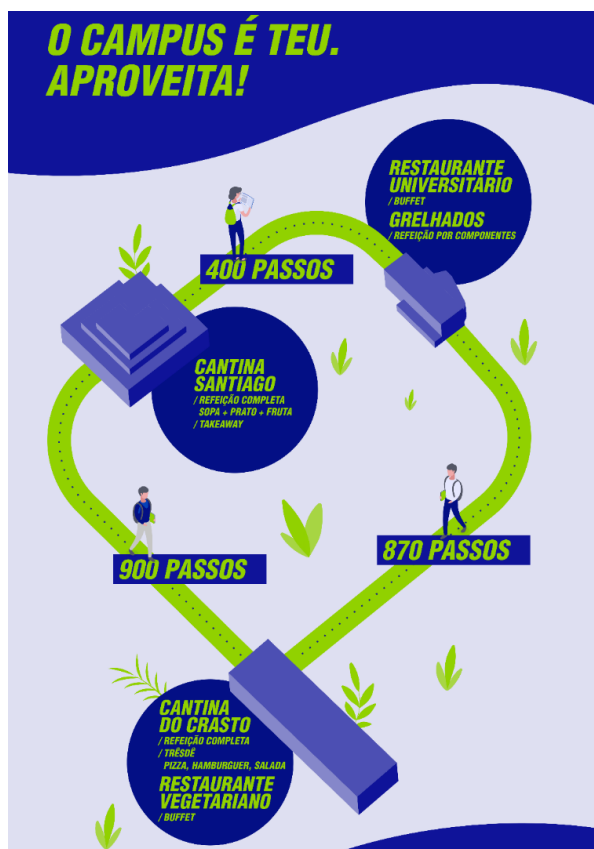 O CAMPUS É TEU.
APROVEITA!
RESTAURANTE
UNIVERSITÁRIO
/ BUFFET
GRELHADOS
/ REFEIÇÃO POR COMPONENTES
400 PASSOS
CANTINA
SANTIAGO
/ REFEIÇÃO COMPLETA
SOPA + PRATO + FRUTA
/ TAKEAWAY
870 PASSOS
900 PASSOS
CANTINA
DO CRASTO
/ REFEIÇÃO COMPLETA
/ TRÊSDÊ
PIZZA, HAMBURGUER, SALADA
RESTAURANTE
VEGETARIANO
/ BUFFET